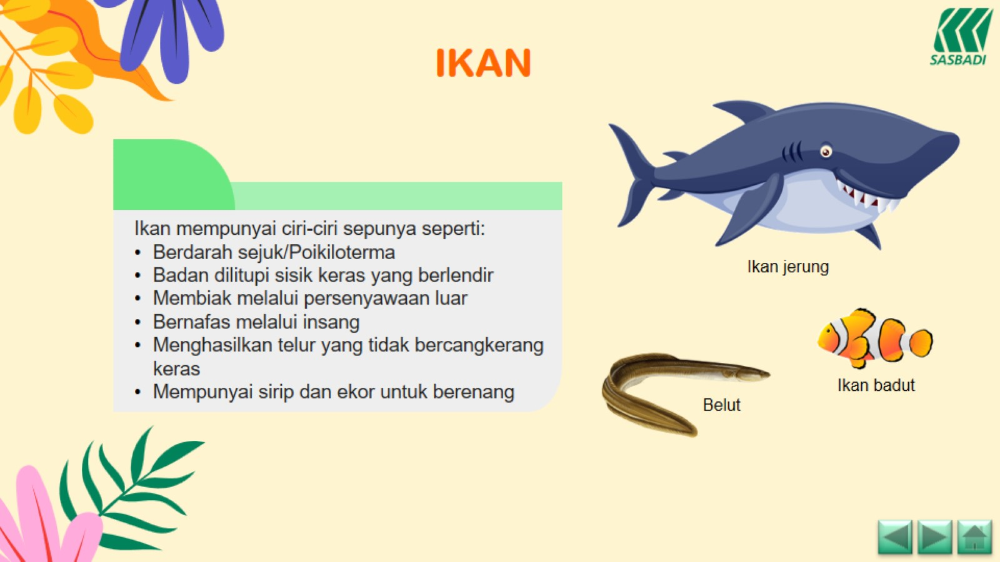 IKAN
SASBADI
Ikan mempunyai ciri-ciri sepunya seperti:
• Berdarah sejuk/Poikiloterma
• Badan dilitupi sisik keras yang berlendir
• Membiak melalui persenyawaan luar
• Bernafas melalui insang
• Menghasilkan telur yang tidak bercangkerang
keras
• Mempunyai sirip dan ekor untuk berenang
Ikan jerung
Ikan badut
Belut